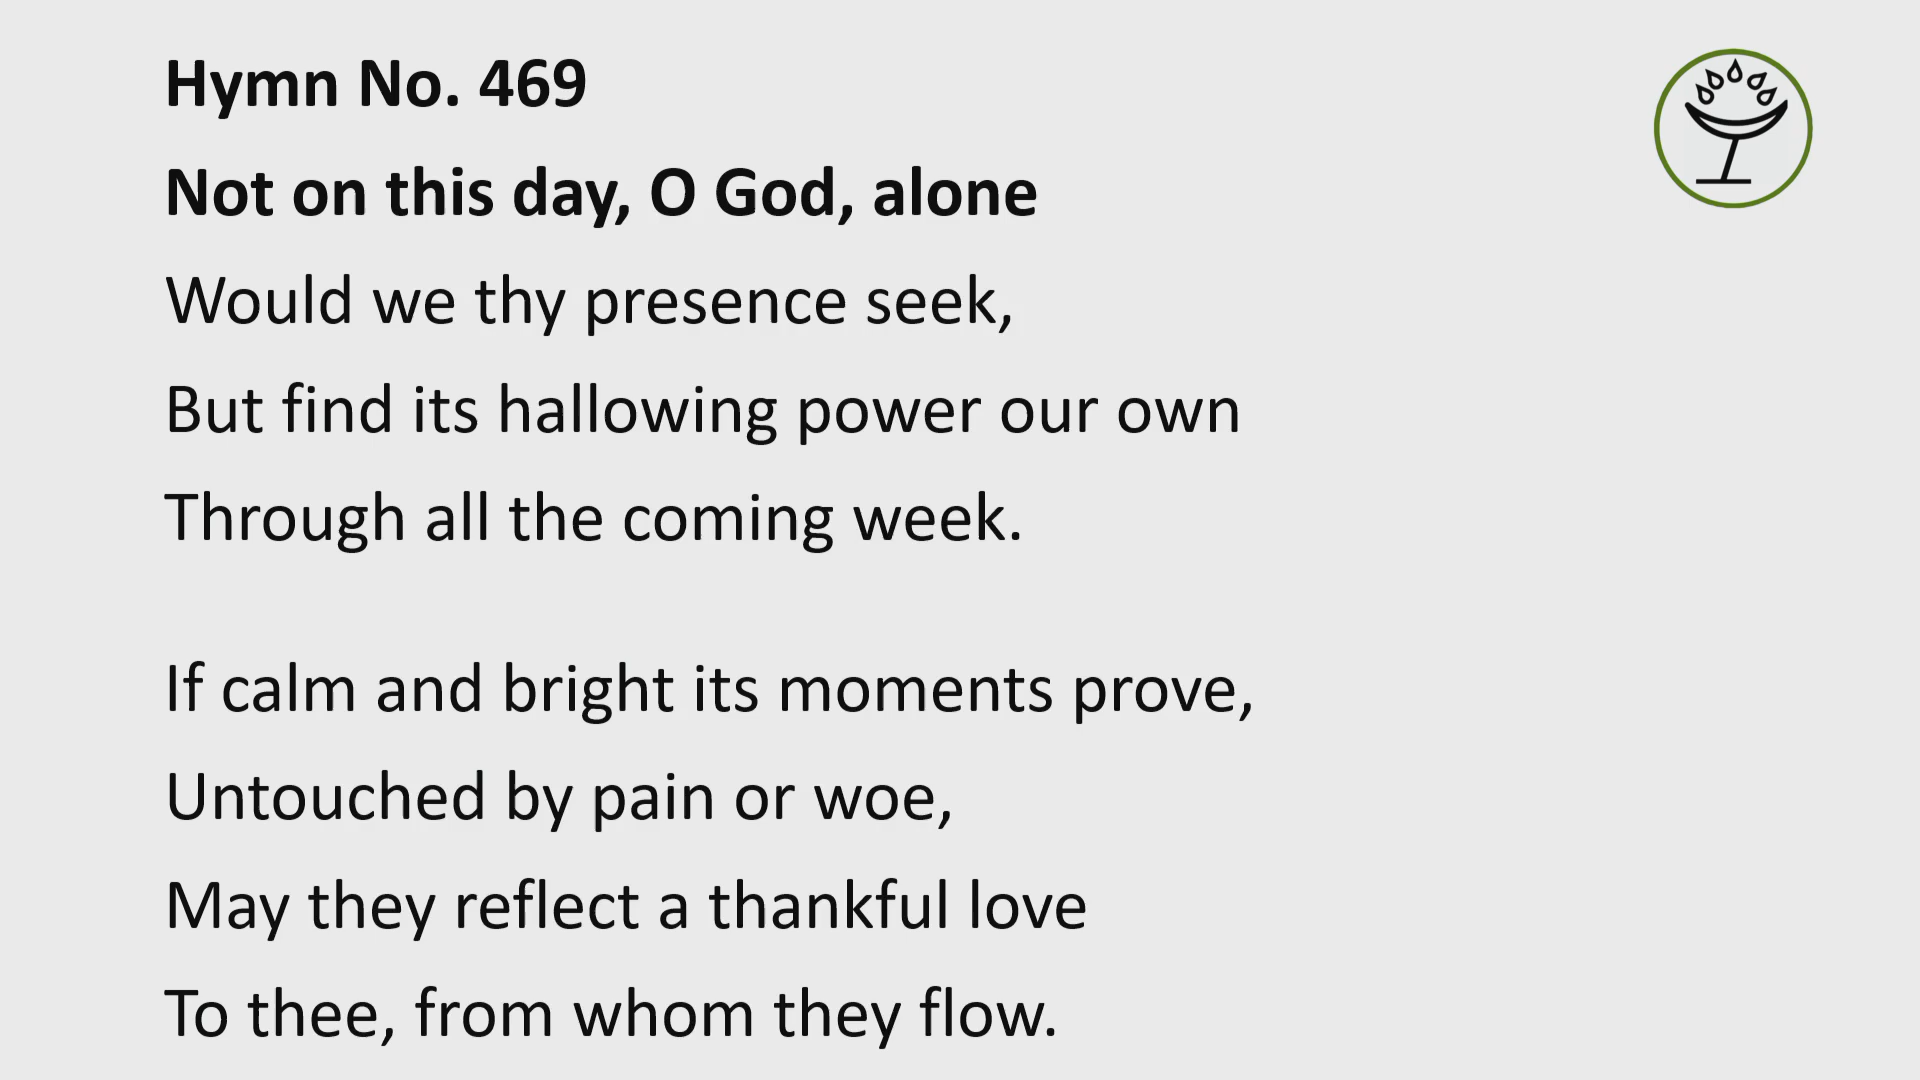 Hymn No. 469
Not on this day, O God, alone
Would we thy presence seek,
But find its hallowing power our own
Through all the coming week.
If calm and bright its moments prove,
Untouched by pain or woe,
May they reflect a thankful love
To thee, from whom they flow.